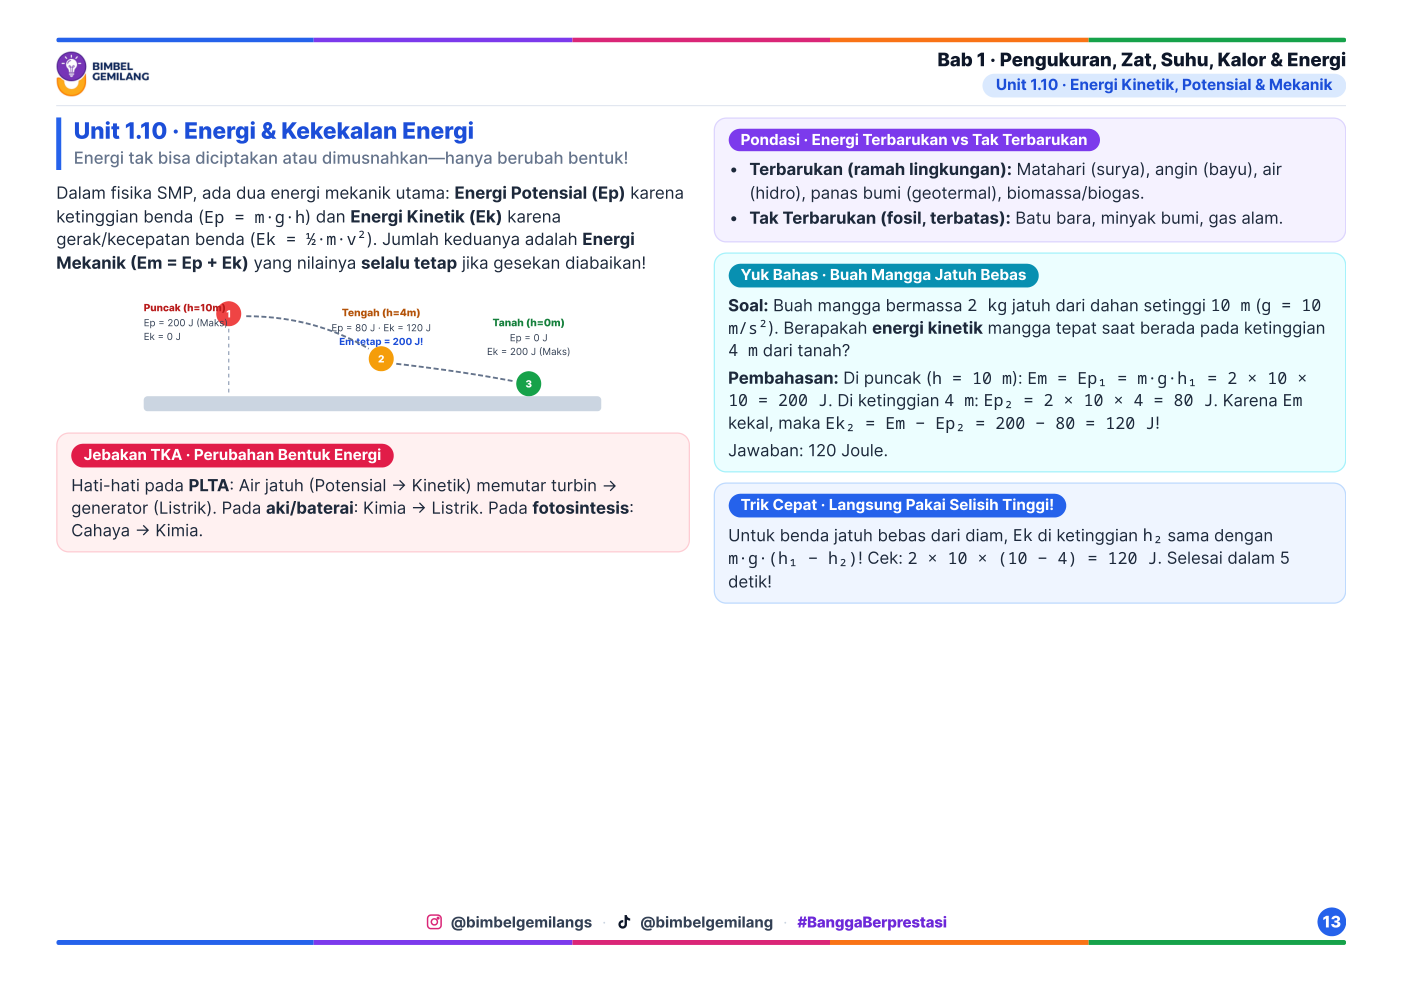 BIMBEL
GEMILANG
Bab 1 · Pengukuran, Zat, Suhu, Kalor & Energi
Unit 1.10 · Energi Kinetik, Potensial & Mekanik
Unit 1.10 · Energi & Kekekalan Energi
Energi tak bisa diciptakan atau dimusnahkan—hanya berubah bentuk!
Dalam fisika SMP, ada dua energi mekanik utama: Energi Potensial (Ep) karena
ketinggian benda (Ep = m·g·h) dan Energi Kinetik (Ek) karena
gerak/kecepatan benda (Ek = ½·m·v²). Jumlah keduanya adalah Energi
Mekanik (Em = Ep + Ek) yang nilainya selalu tetap jika gesekan diabaikan!
Puncak (h=10m)
Ep = 200 J (Maks)
Ek = 0 J
1
Tengah (h=4m)
Ep = 80 J · Ek = 120 J
Em tetap = 200 J!
2
Tanah (h=0m)
Ep = 0 J
Ek = 200 J (Maks)
3
Jebakan TKA · Perubahan Bentuk Energi
Hati-hati pada PLTA: Air jatuh (Potensial → Kinetik) memutar turbin →
generator (Listrik). Pada aki/baterai: Kimia → Listrik. Pada fotosintesis:
Cahaya → Kimia.
Pondasi · Energi Terbarukan vs Tak Terbarukan
• Terbarukan (ramah lingkungan): Matahari (surya), angin (bayu), air
(hidro), panas bumi (geotermal), biomassa/biogas.
• Tak Terbarukan (fosil, terbatas): Batu bara, minyak bumi, gas alam.
Yuk Bahas · Buah Mangga Jatuh Bebas
Soal: Buah mangga bermassa 2 kg jatuh dari dahan setinggi 10 m (g = 10
m/s²). Berapakah energi kinetik mangga tepat saat berada pada ketinggian
4 m dari tanah?
Pembahasan: Di puncak (h = 10 m): Em = Ep₁ = m·g·h₁ = 2 × 10 ×
10 = 200 J. Di ketinggian 4 m: Ep₂ = 2 × 10 × 4 = 80 J. Karena Em
kekal, maka Ek₂ = Em − Ep₂ = 200 − 80 = 120 J!
Jawaban: 120 Joule.
Trik Cepat · Langsung Pakai Selisih Tinggi!
Untuk benda jatuh bebas dari diam, Ek di ketinggian h₂ sama dengan
m·g·(h₁ − h₂)! Cek: 2 × 10 × (10 − 4) = 120 J. Selesai dalam 5
detik!
@bimbelgemilangs · @bimbelgemilang · #BanggaBerprestasi
13